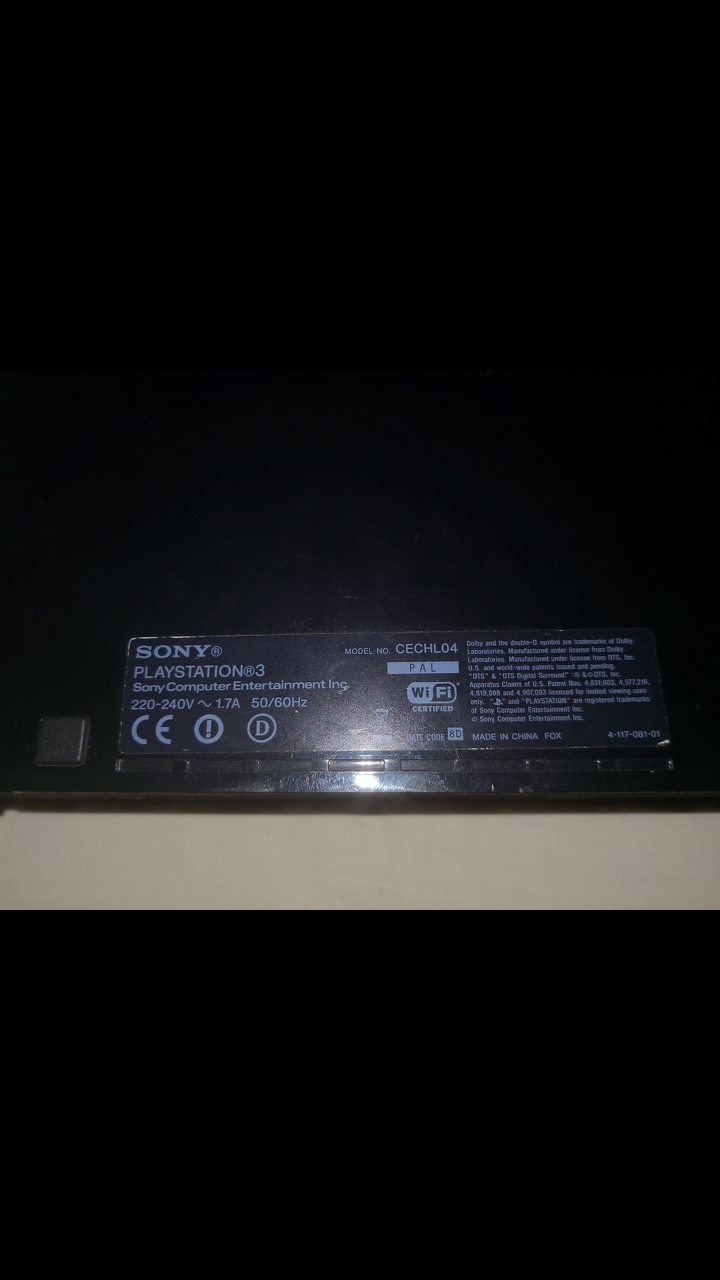 SONY®
PLAYSTATION®3
Sony Computer Entertainment Inc.
220-240V ~ 1.7A 50/60Hz
CE
D
MODEL NO. CECHL04
PAL
Wi Fi
CERTIFIED
DATE CODE 8D
MADE IN CHINA FOX
4-117-081-01
Dolby and the double-D symbol are trademarks of Dolby
Laboratories. Manufactured under license from Dolby
Laboratories. Manufactured under license from DTS, Inc.
U.S. and world-wide patents issued and pending.
"DTS" & "DTS Digital Surround" : ® & © DTS, Inc.
Apparatus Claims of U.S. Patent Nos. 4,631,603, 4,577,216,
4,819,098 and 4,907,093 licensed for limited viewing uses
only. " " and "PLAYSTATION" are registered trademarks
of Sony Computer Entertainment Inc.
© Sony Computer Entertainment Inc.